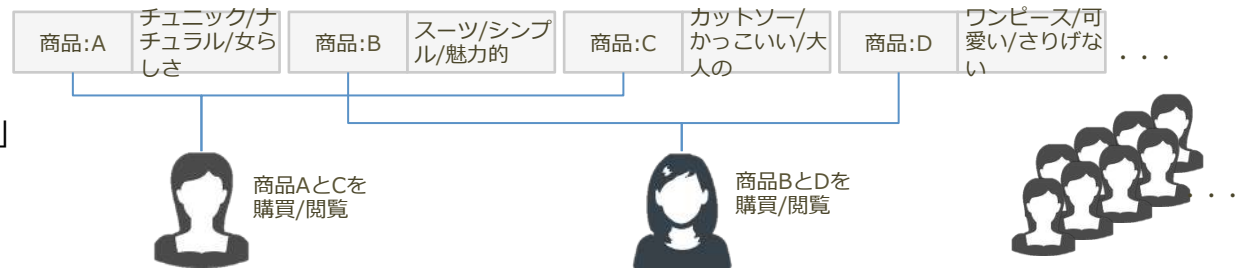 商品:A
チュニック/ナ
チュラル/女ら
しさ
商品:B
スーツ/シンプ
ル/魅力的
商品:C
カットソー/
かっこいい/大
人の
商品:D
ワンピース/可
愛い/さりげな
い
・・・
」
商品AとCを
購買/閲覧
商品BとDを
購買/閲覧
・・・